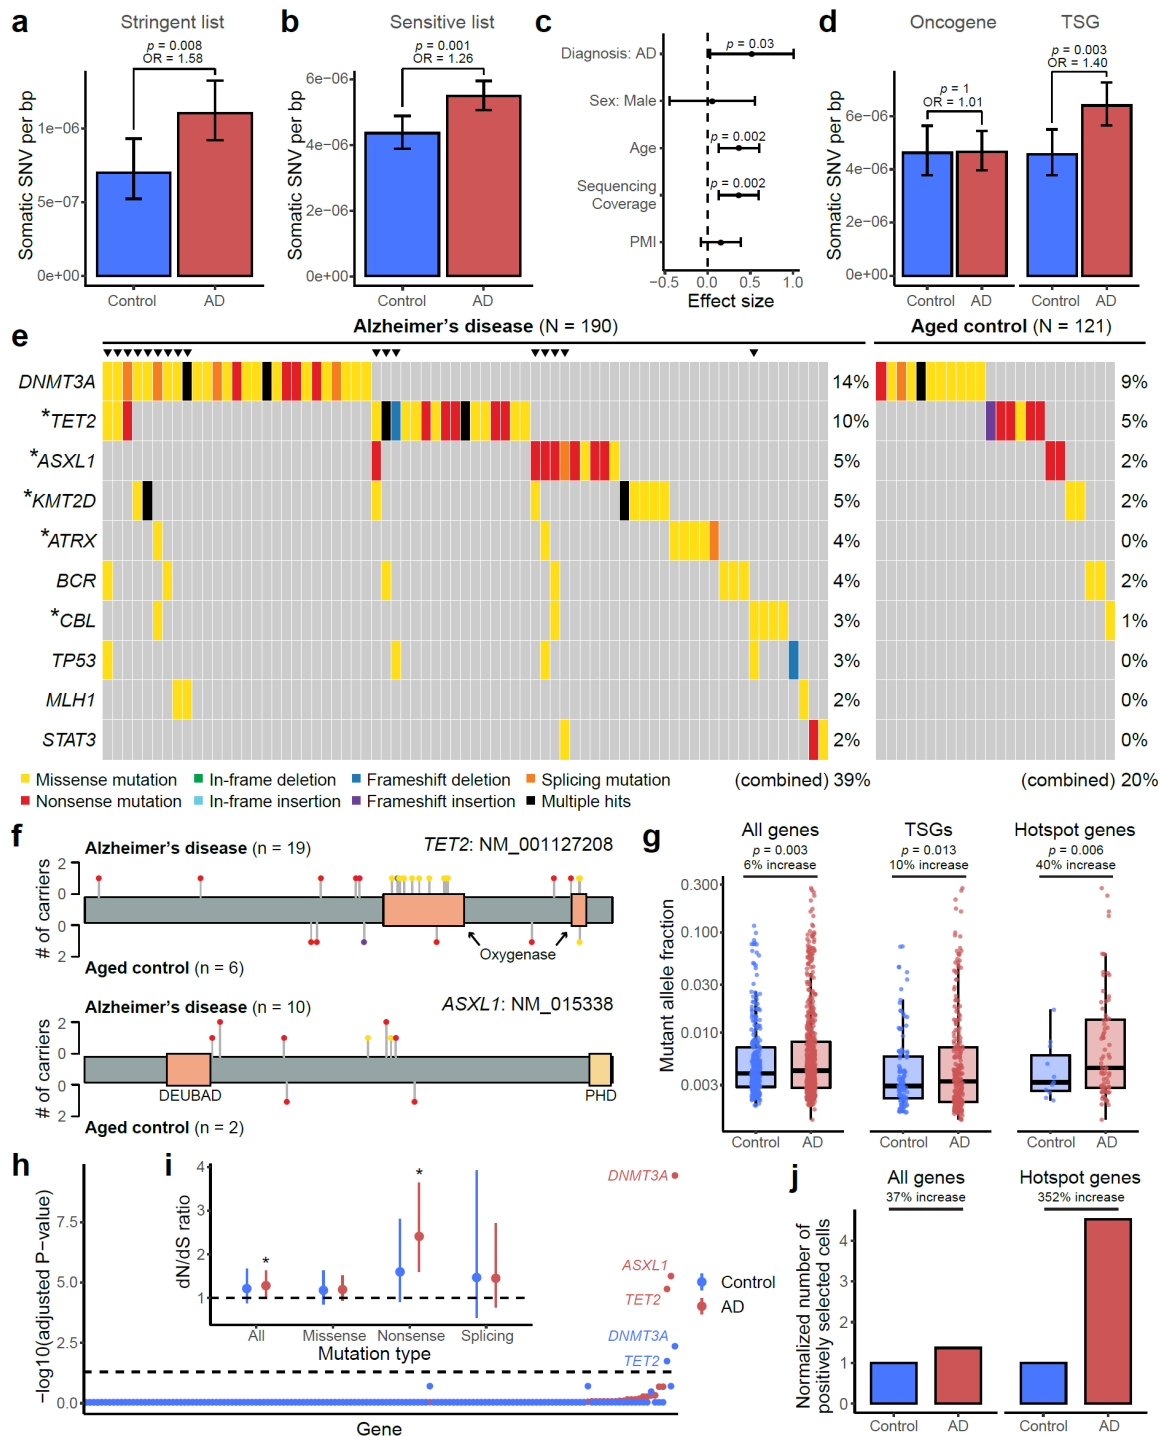 a
Stringent list
p = 0.008
OR = 1.58
Somatic SNV per bp
1e−06
5e−07
0e+00
Control
AD
b
Sensitive list
p = 0.001
OR = 1.26
Somatic SNV per bp
6e−06
4e−06
2e−06
0e+00
Control
AD
c
Diagnosis: AD
p = 0.03
Sex: Male
Age
p = 0.002
Sequencing
Coverage
p = 0.002
PMI
−0.5
0.0
0.5
1.0
Effect size
d
Oncogene
TSG
p = 1
OR = 1.01
p = 0.003
OR = 1.40
Somatic SNV per bp
6e−06
4e−06
2e−06
0e+00
Control
AD
Control
AD
e
Alzheimer's disease (N = 190)
Aged control (N = 121)
DNMT3A
14%
9%
*TET2
10%
5%
*ASXL1
5%
2%
*KMT2D
5%
2%
*ATRX
4%
0%
BCR
4%
2%
*CBL
3%
1%
TP53
3%
0%
MLH1
2%
0%
STAT3
2%
0%
(combined) 39%
(combined) 20%
Missense mutation
In-frame deletion
Frameshift deletion
Splicing mutation
Nonsense mutation
In-frame insertion
Frameshift insertion
Multiple hits
f
Alzheimer's disease (n = 19)
TET2: NM_001127208
# of carriers
2
0
0
2
Oxygenase
Aged control (n = 6)
Alzheimer's disease (n = 10)
ASXL1: NM_015338
# of carriers
2
0
0
2
DEUBAD
PHD
Aged control (n = 2)
g
All genes
p = 0.003
6% increase
TSGs
p = 0.013
10% increase
Hotspot genes
p = 0.006
40% increase
Mutant allele fraction
0.300
0.100
0.030
0.010
0.003
Control
AD
Control
AD
Control
AD
h
−log10(adjusted P−value)
7.5
5.0
2.5
0.0
Gene
DNMT3A
ASXL1
TET2
DNMT3A
TET2
Control
AD
i
dN/dS ratio
4
3
2
1
*
*
All
Missense
Nonsense
Splicing
Mutation type
j
All genes
37% increase
Hotspot genes
352% increase
Normalized number of
positively selected cells
4
3
2
1
0
Control
AD
Control
AD